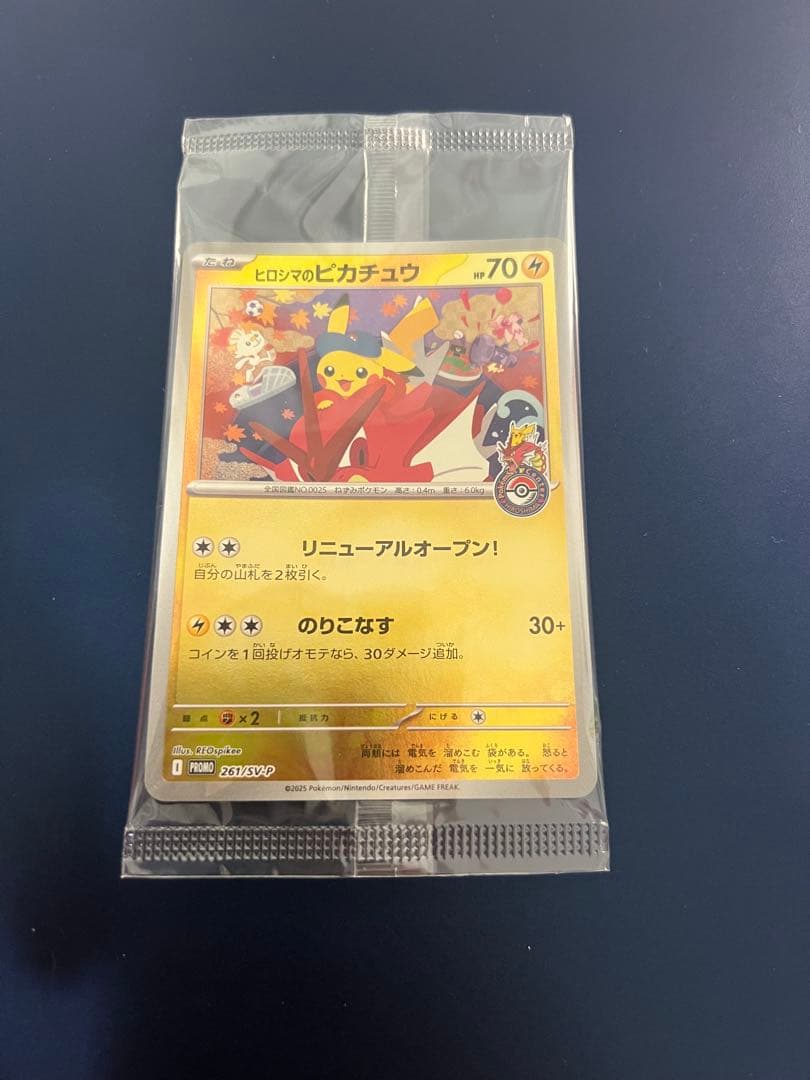 たね
ヒロシマのピカチュウ HP 70
Pokémon Center
HIROSHIMA
全国図鑑NO.0025 ねずみポケモン 高さ:0.4m 重さ:6.0kg
リニューアルオープン!
自分の山札を2枚引く。
のりこなす 30+
コインを1回投げオモテなら、30ダメージ追加。
弱点 ×2 抵抗力 にげる
Illus. REOspikee
両頬には 電気を 溜めこむ 袋がある。 怒ると
溜めこんだ 電気を 一気に 放ってくる。
I PROMO 261/SV-P
©2025 Pokémon/Nintendo/Creatures/GAME FREAK.